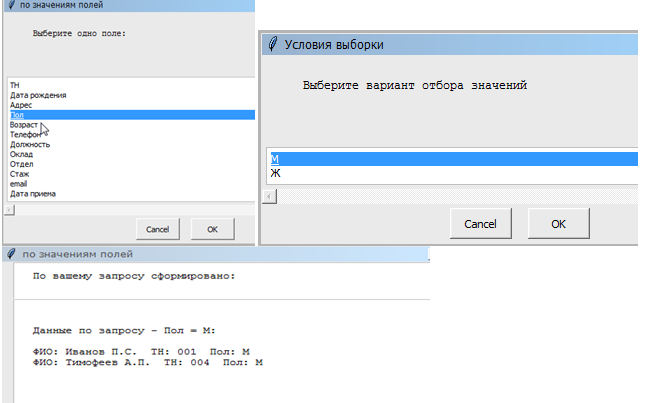 по значениям полей
Выберите одно поле:
ТН
Дата рождения
Адрес
Пол
Возраст
Телефон
Должность
Оклад
Отдел
Стаж
email
Дата приема
Cancel
OK
Условия выборки
Выберите вариант отбора значений
М
Ж
Cancel
OK
по значениям полей
По вашему запросу сформировано:
Данные по запросу - Пол = М:
ФИО: Иванов П.С. ТН: 001 Пол: М
ФИО: Тимофеев А.П. ТН: 004 Пол: М